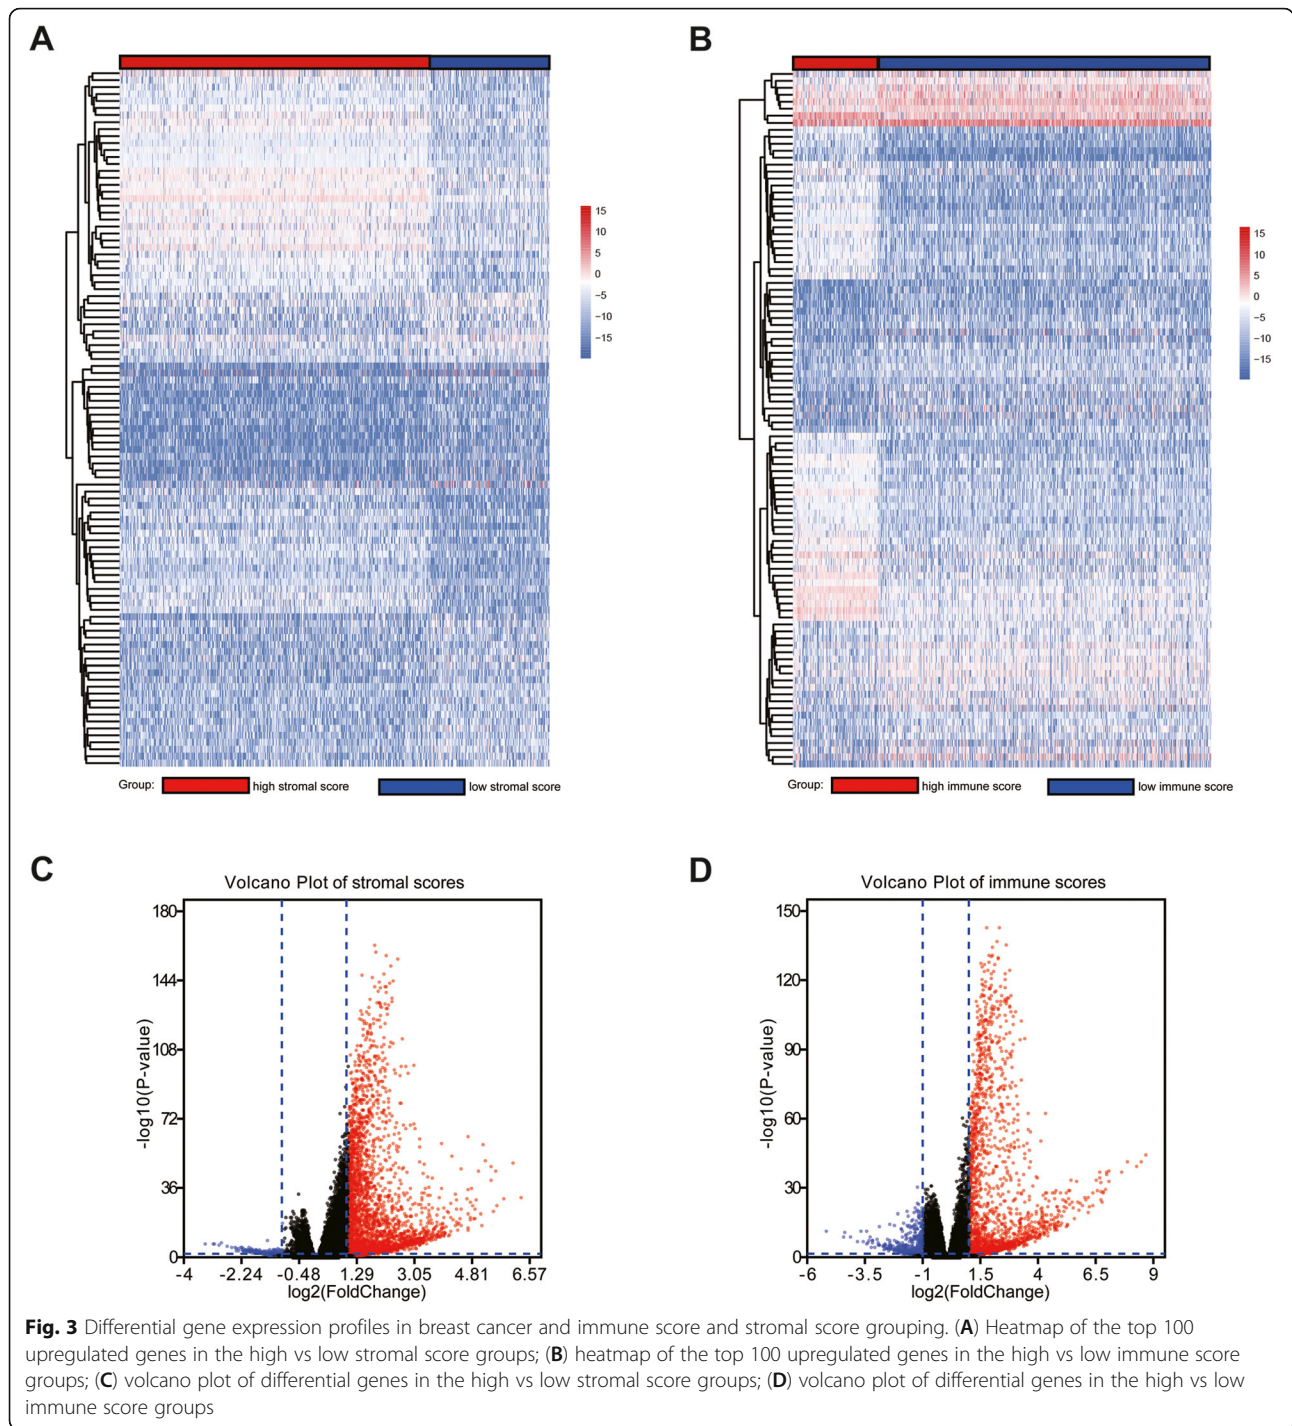 A
B
15
10
5
0
−5
−10
−15
15
10
5
0
−5
−10
−15
Group: high stromal score low stromal score
Group: high immune score low immune score
C
Volcano Plot of stromal scores
-log10(P-value)
180
144
108
72
36
0
-4 -2.24 -0.48 1.29 3.05 4.81 6.57
log2(FoldChange)
D
Volcano Plot of immune scores
-log10(P-value)
150
120
90
60
30
0
-6 -3.5 -1 1.5 4 6.5 9
log2(FoldChange)
Fig. 3 Differential gene expression profiles in breast cancer and immune score and stromal score grouping. (A) Heatmap of the top 100
upregulated genes in the high vs low stromal score groups; (B) heatmap of the top 100 upregulated genes in the high vs low immune score
groups; (C) volcano plot of differential genes in the high vs low stromal score groups; (D) volcano plot of differential genes in the high vs low
immune score groups